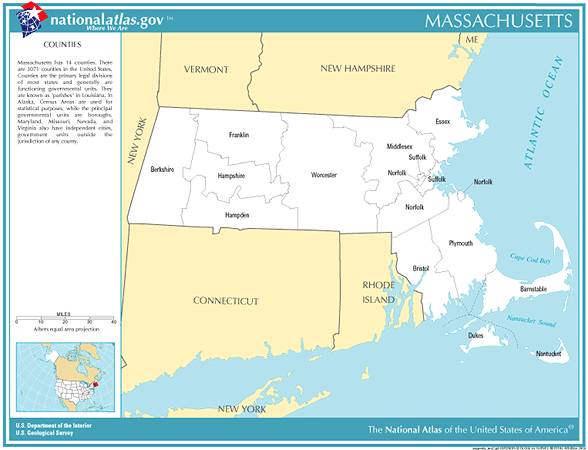 nationalatlas.gov™
Where We Are
MASSACHUSETTS
COUNTIES
Massachusetts has 14 counties. There
are 3071 counties in the United States.
Counties are the primary legal divisions
of most states and generally are
functioning governmental units. They
are known as 'parishes' in Louisiana. In
Alaska, Census Areas are used for
statistical purposes, while the principal
governmental units are boroughs.
Maryland, Missouri, Nevada, and
Virginia also have independent cities,
government units outside the
jurisdiction of any county.
ME
VERMONT
NEW HAMPSHIRE
NEW YORK
ATLANTIC OCEAN
Essex
Franklin
Middlesex
Suffolk
Berkshire
Hampshire
Worcester
Norfolk
Suffolk
Norfolk
Hampden
Norfolk
Plymouth
Cape Cod Bay
Bristol
Barnstable
CONNECTICUT
RHODE
ISLAND
Nantucket Sound
Dukes
Nantucket
NEW YORK
MILES
0 10 20 30 40
Albers equal area projection
U.S. Department of the Interior
U.S. Geological Survey
The National Atlas of the United States of America®